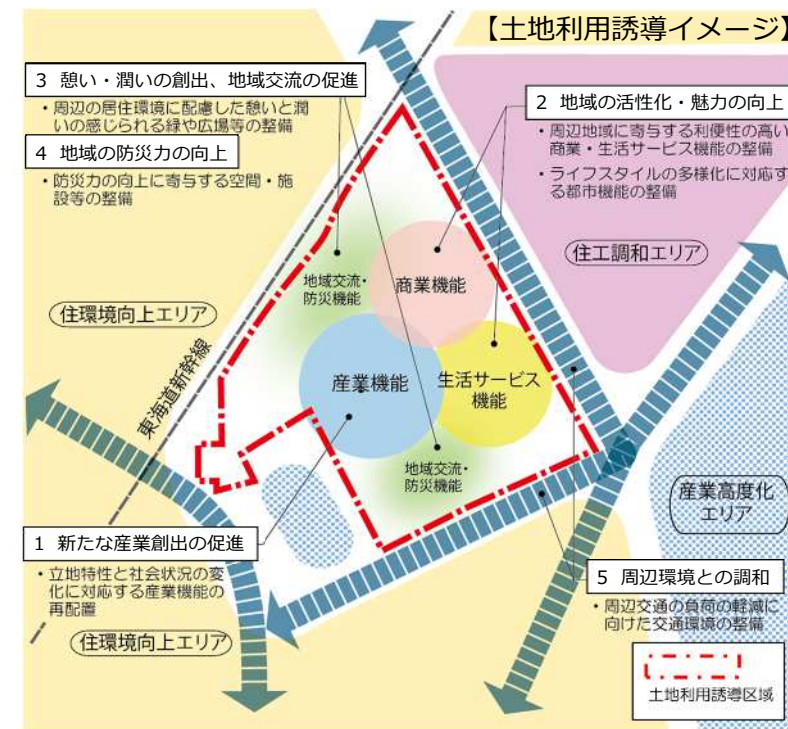 【土地利用誘導イメージ】
3 憩い・潤いの創出、地域交流の促進
・周辺の居住環境に配慮した憩いと潤
いの感じられる緑や広場等の整備
4 地域の防災力の向上
・防災力の向上に寄与する空間・施
設等の整備
2 地域の活性化・魅力の向上
・周辺地域に寄与する利便性の高い
商業・生活サービス機能の整備
・ライフスタイルの多様化に対応す
る都市機能の整備
住工調和エリア
地域交流・
防災機能
商業機能
住環境向上エリア
東海道新幹線
産業機能
生活サービス
機能
地域交流・
防災機能
産業高度化
エリア
1 新たな産業創出の促進
・立地特性と社会状況の変
化に対応する産業機能の
再配置
住環境向上エリア
5 周辺環境との調和
・周辺交通の負荷の軽減に
向けた交通環境の整備
土地利用誘導区域